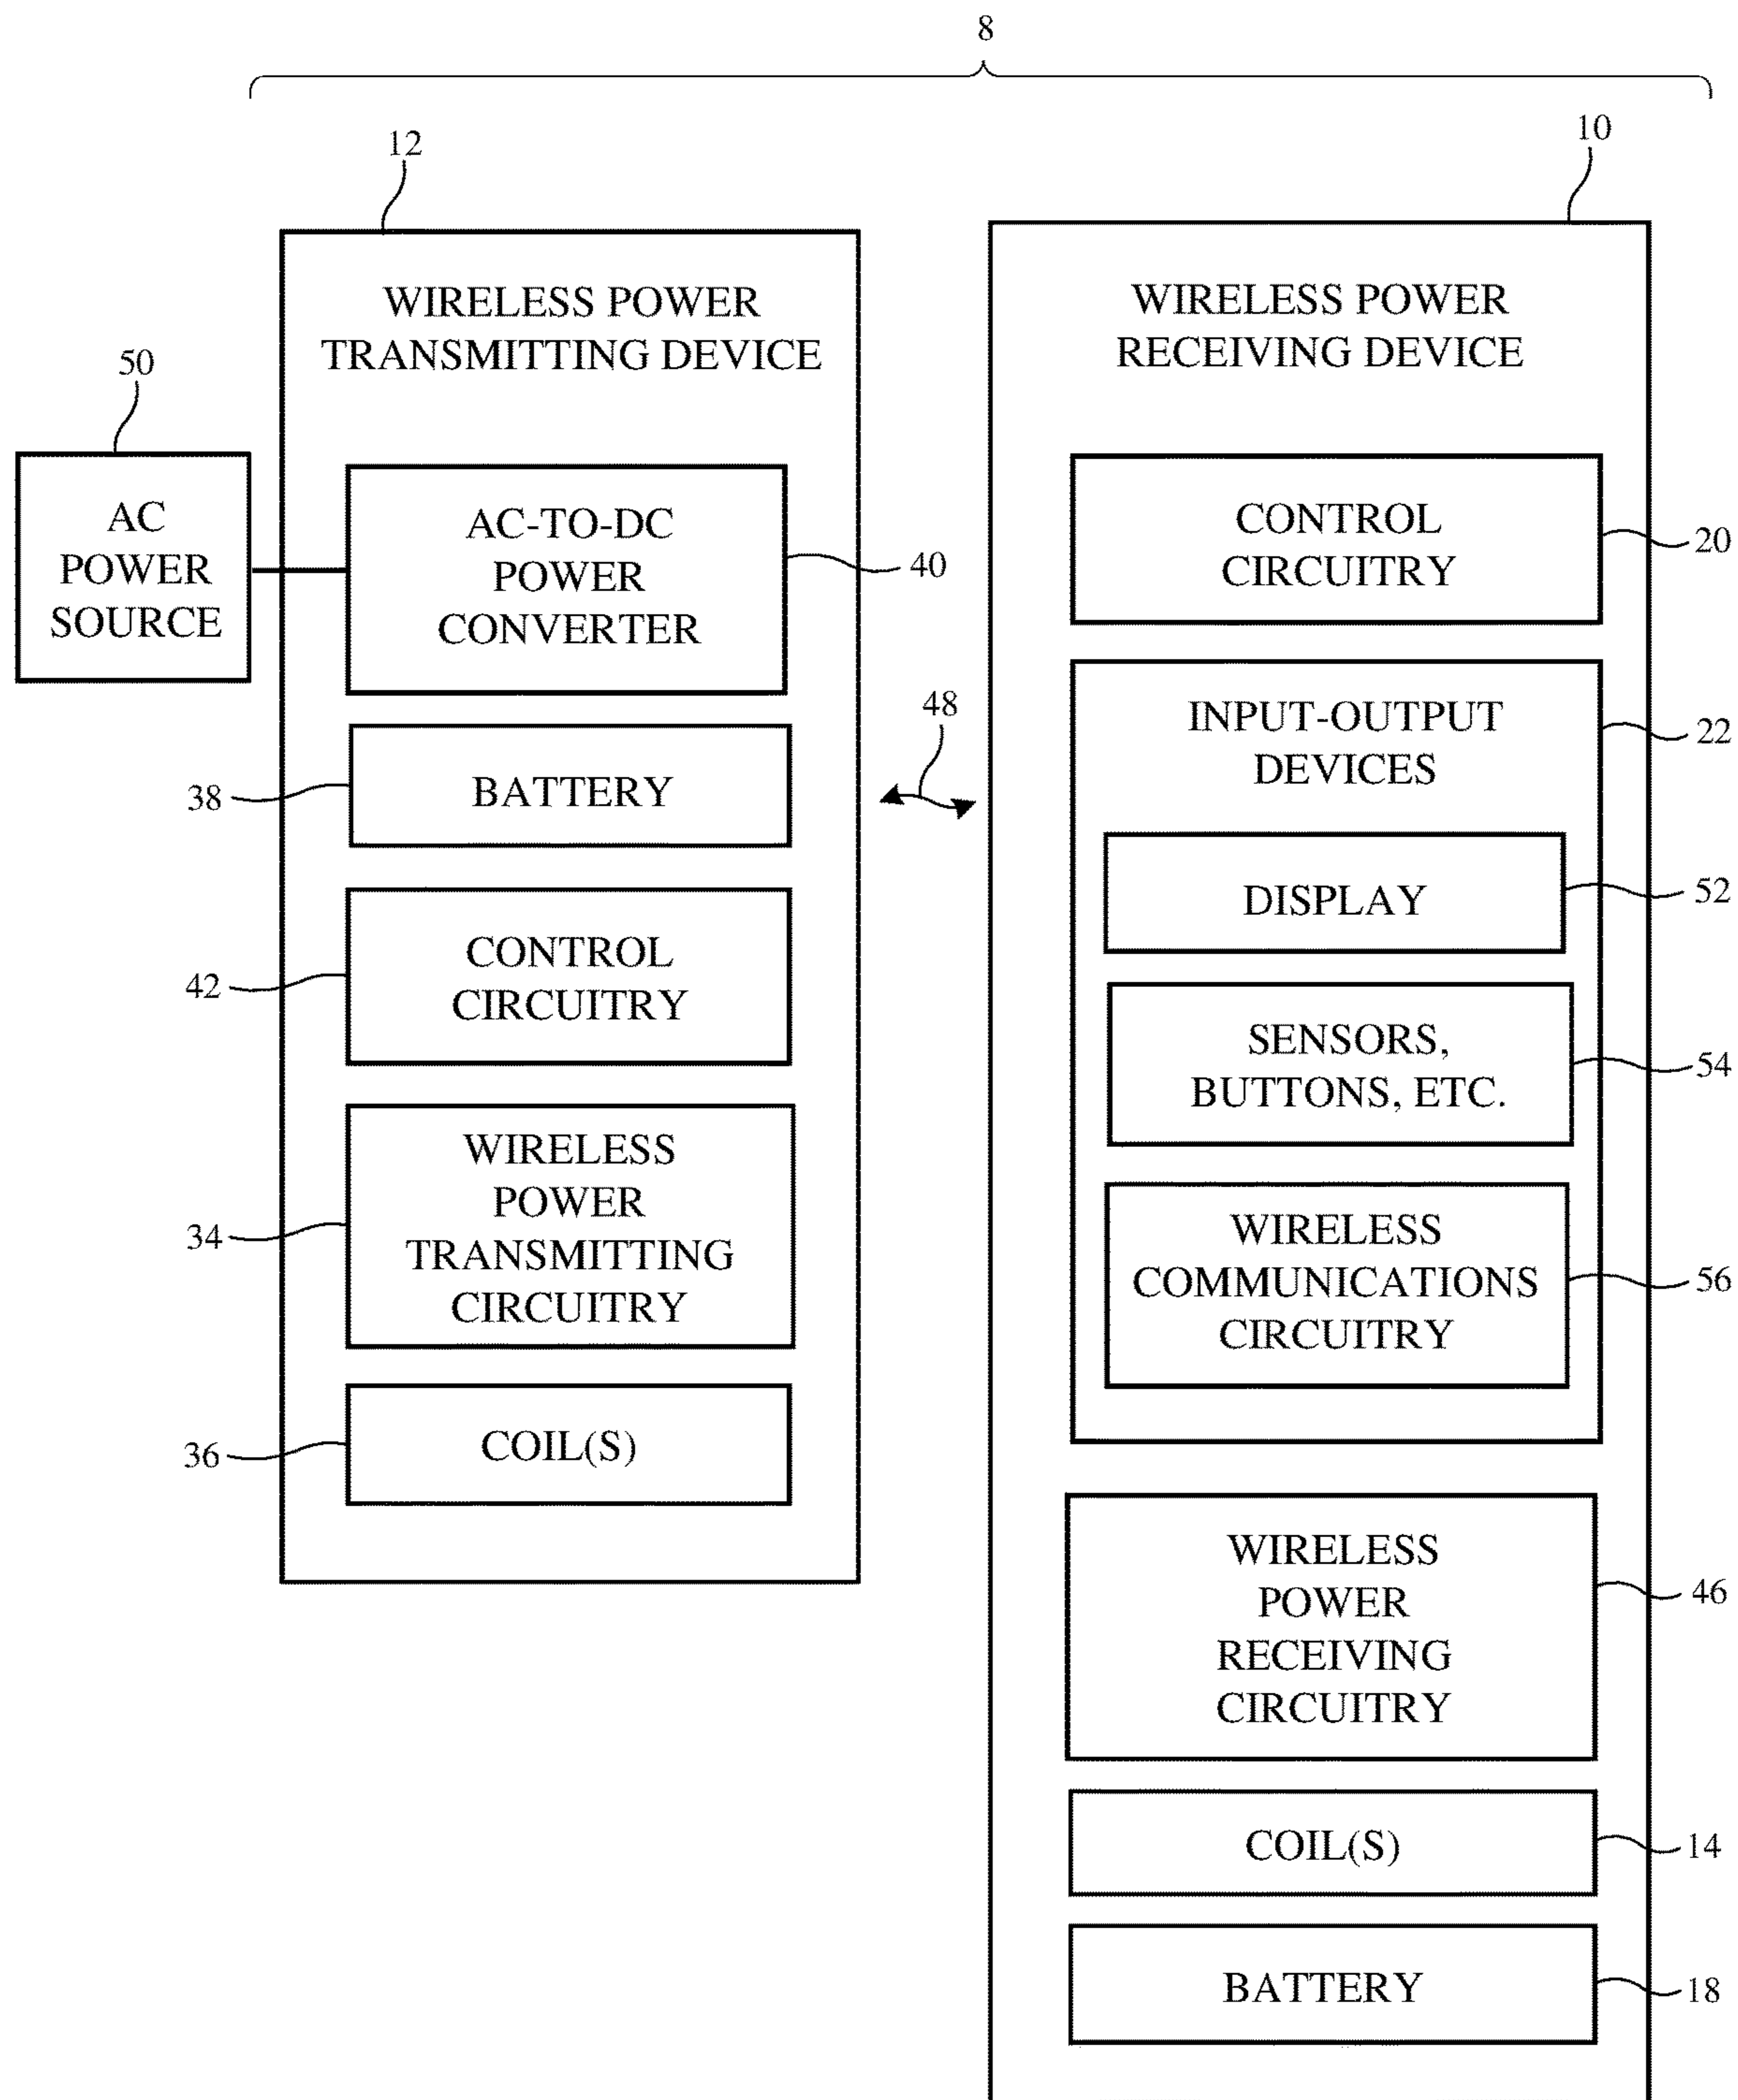 8
12
10
WIRELESS POWER
TRANSMITTING DEVICE
WIRELESS POWER
RECEIVING DEVICE
50
AC
POWER
SOURCE
AC-TO-DC
POWER
CONVERTER
40
38
BATTERY
42
CONTROL
CIRCUITRY
34
WIRELESS
POWER
TRANSMITTING
CIRCUITRY
36
COIL(S)
48
CONTROL
CIRCUITRY
20
INPUT-OUTPUT
DEVICES
22
DISPLAY
52
SENSORS,
BUTTONS, ETC.
54
WIRELESS
COMMUNICATIONS
CIRCUITRY
56
WIRELESS
POWER
RECEIVING
CIRCUITRY
46
COIL(S)
14
BATTERY
18